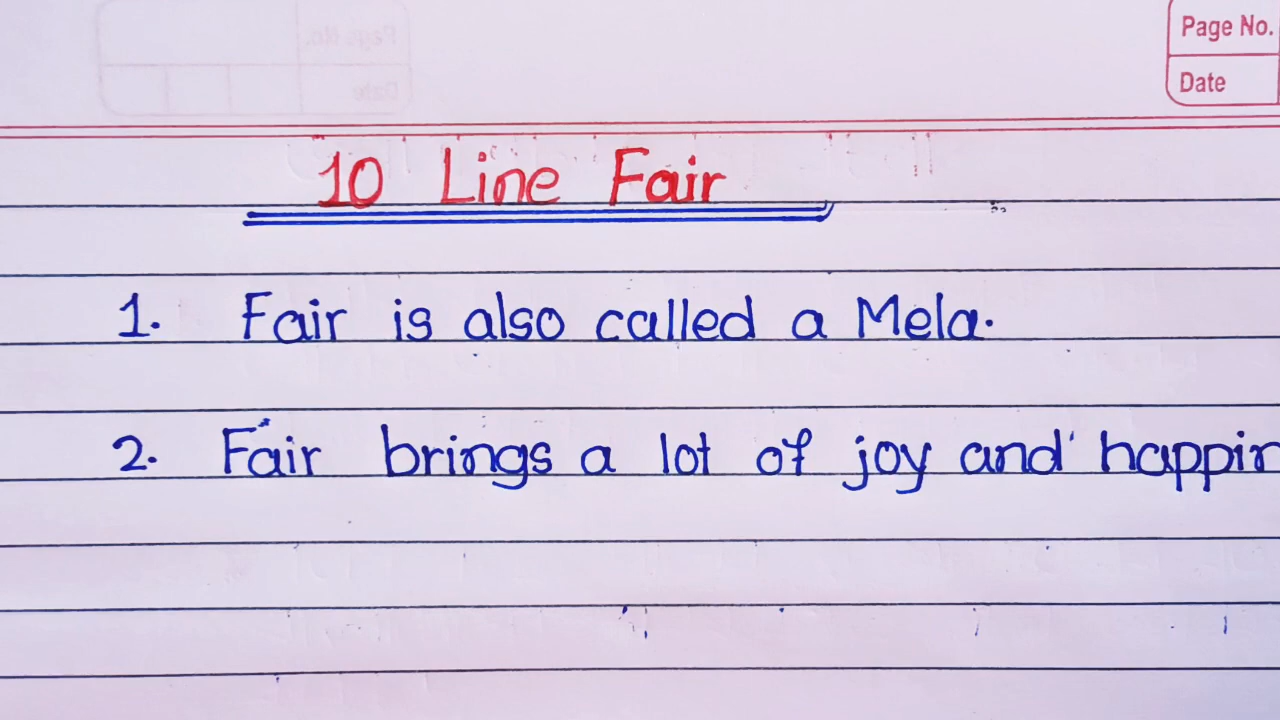 Page No.
Date
10 Line Fair
1. Fair is also called a Mela.
2. Fair brings a lot of joy and